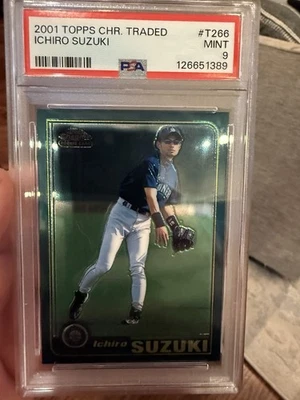 2001 TOPPS CHR. TRADED #T266
ICHIRO SUZUKI MINT
9
PSA 126651389
Ichiro SUZUKI